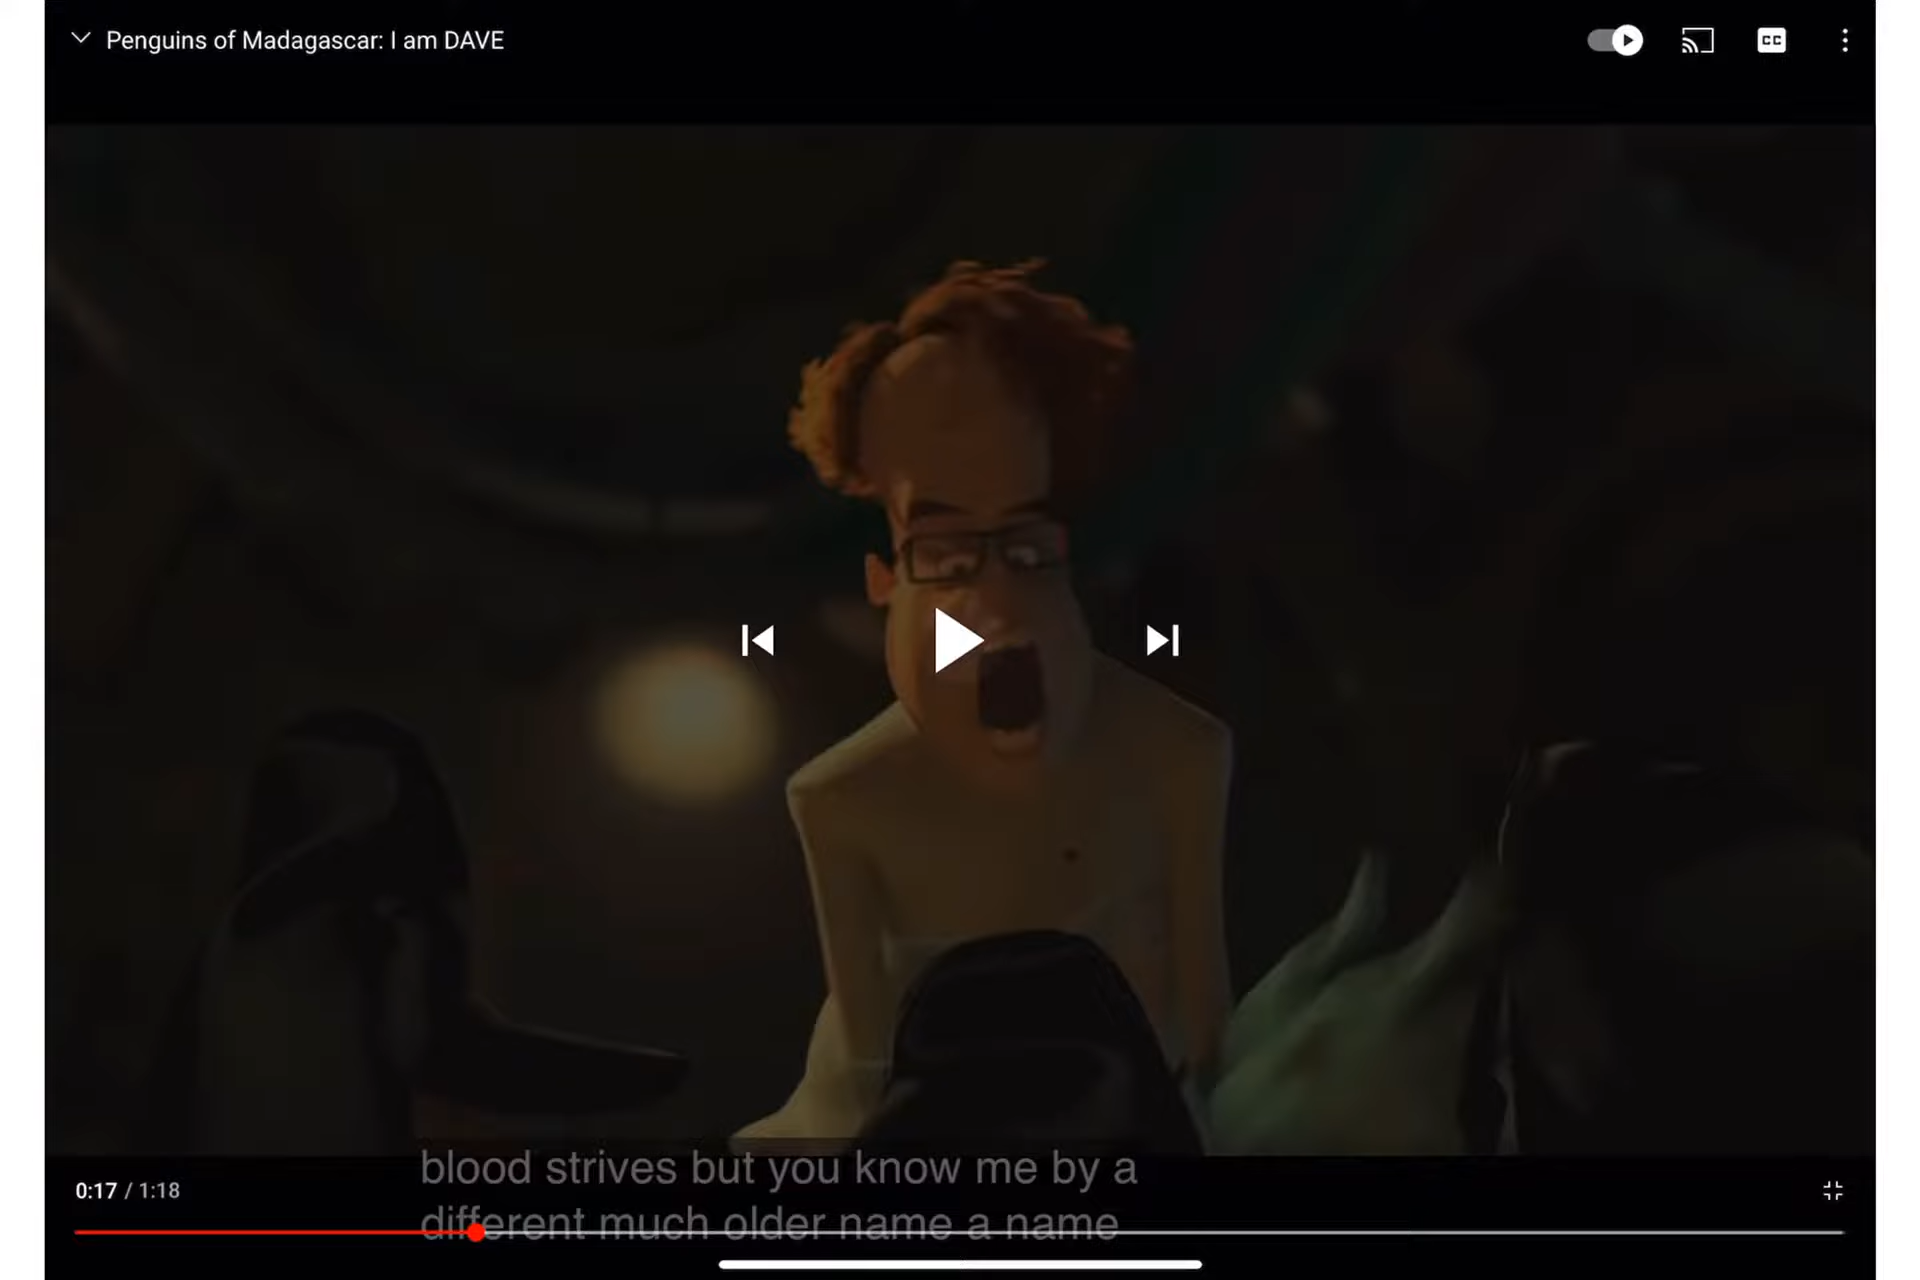 Penguins of Madagascar: I am DAVE
CC
blood strives but you know me by a
0:17 / 1:18
different much older name a name